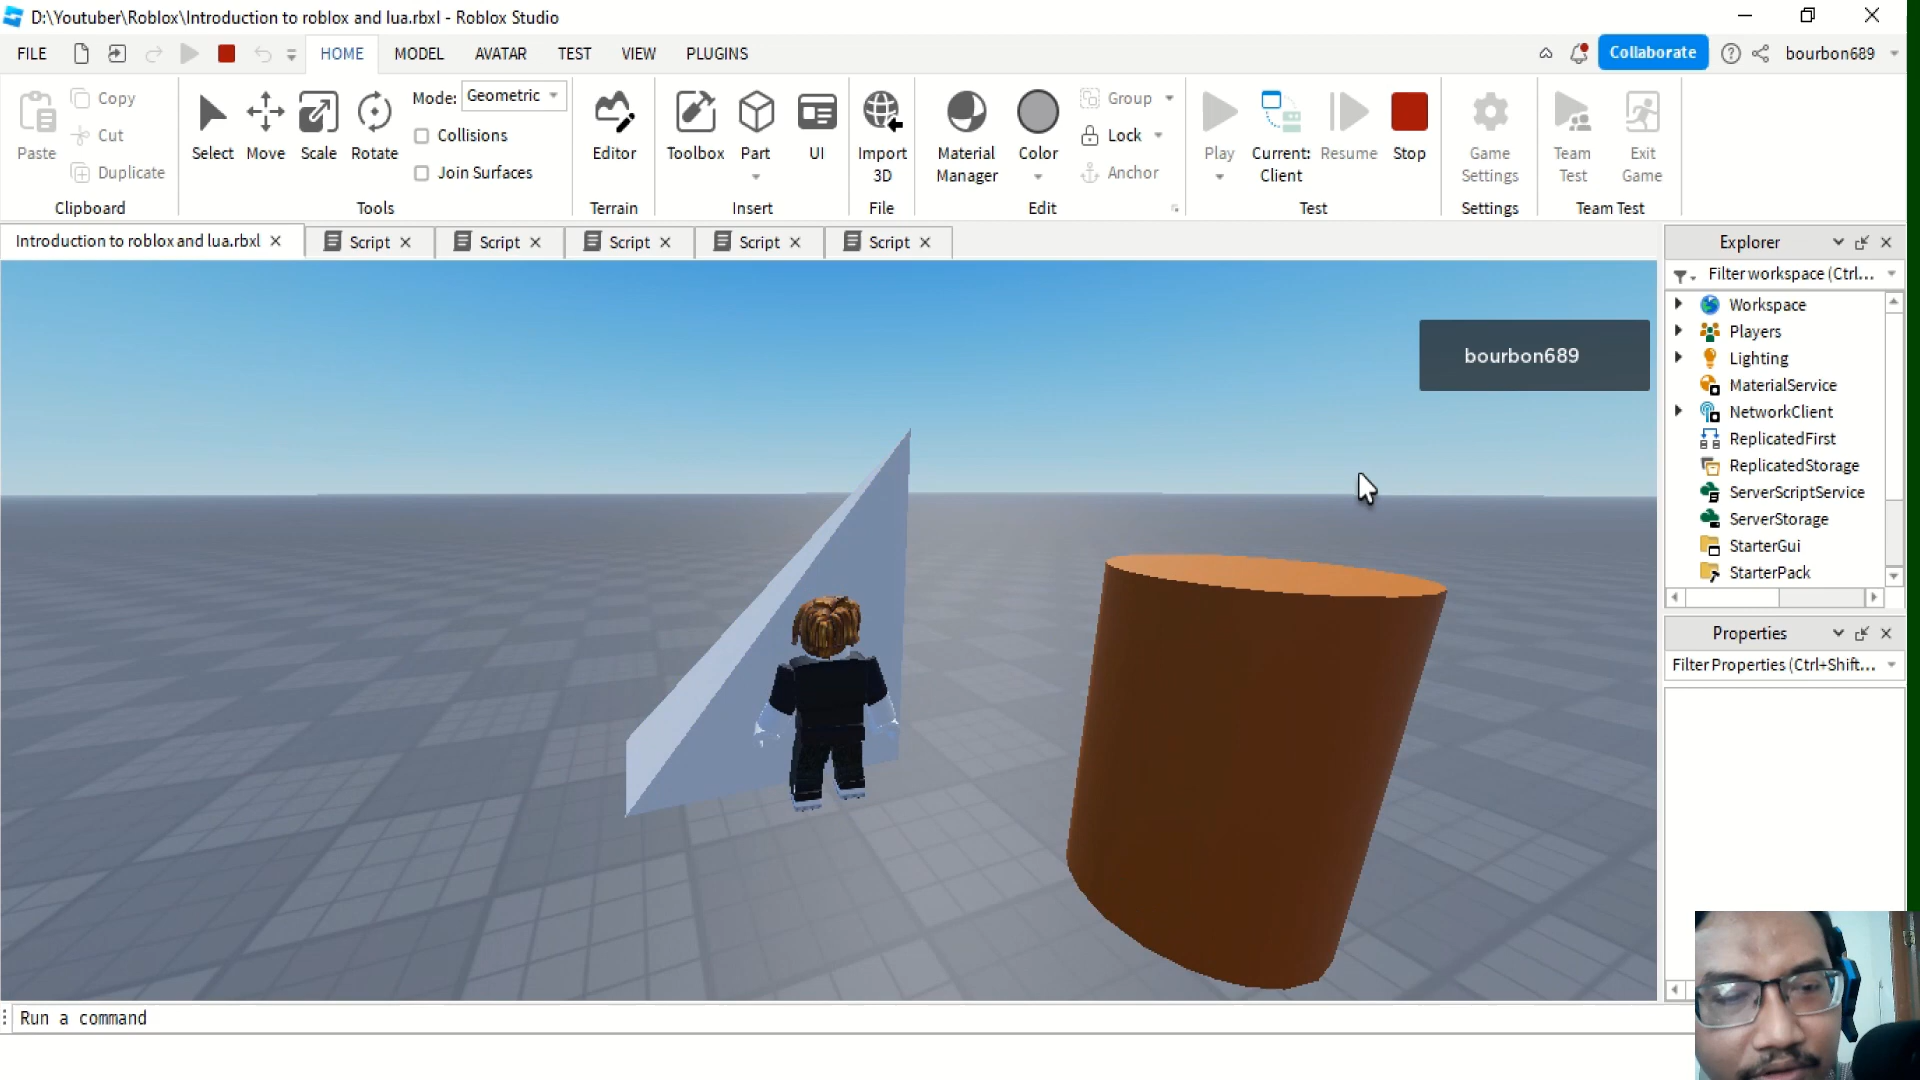 D:\Youtuber\Roblox\Introduction to roblox and lua.rbxl - Roblox Studio
FILE HOME MODEL AVATAR TEST VIEW PLUGINS Collaborate bourbon689
Paste Copy Cut Duplicate
Clipboard
Select Move Scale Rotate Mode: Geometric Collisions Join Surfaces
Tools
Editor
Terrain
Toolbox Part UI
Insert
Import 3D
File
Material Manager Color Group Lock Anchor
Edit
Play Current: Client Resume Stop
Test
Game Settings
Settings
Team Test Exit Game
Team Test
Introduction to roblox and lua.rbxl Script Script Script Script Script
bourbon689
Explorer
Filter workspace (Ctrl...
Workspace
Players
Lighting
MaterialService
NetworkClient
ReplicatedFirst
ReplicatedStorage
ServerScriptService
ServerStorage
StarterGui
StarterPack
Properties
Filter Properties (Ctrl+Shift...
Run a command